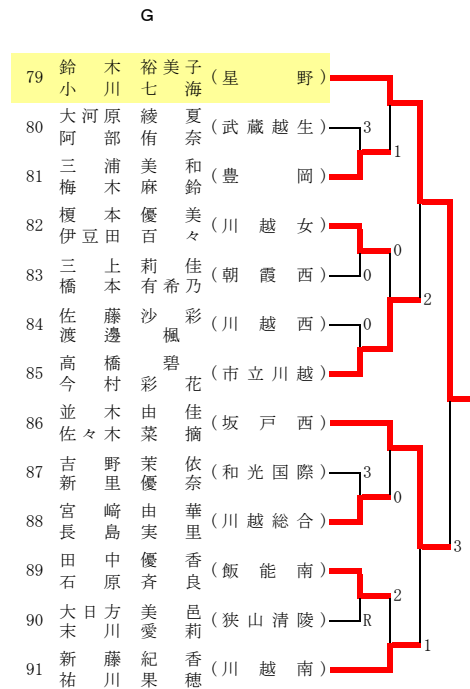 G
鈴木裕美子
79 (星野)
小川七海
大河原綾夏
80 (武蔵越生) 3
阿部侑奈
1
三浦美和
81 (豊岡)
梅木麻鈴
榎本優美
82 (川越女)
伊豆田百々
0
三上莉佳
83 (朝霞西) 0
橋本有希乃
2
佐藤沙彩
84 (川越西) 0
渡邊楓
高橋碧
85 (市立川越)
今村彩花
並木由佳
86 (坂戸西)
佐々木菜摘
吉野茉依
87 (和光国際) 3
新里優奈
0
宮﨑由華
88 (川越総合)
長島実里
3
田中優香
89 (飯能南)
石原斉良
2
大日方美邑
90 (狭山清陵) R
末川愛莉
1
新藤紀香
91 (川越南)
祐川果穂